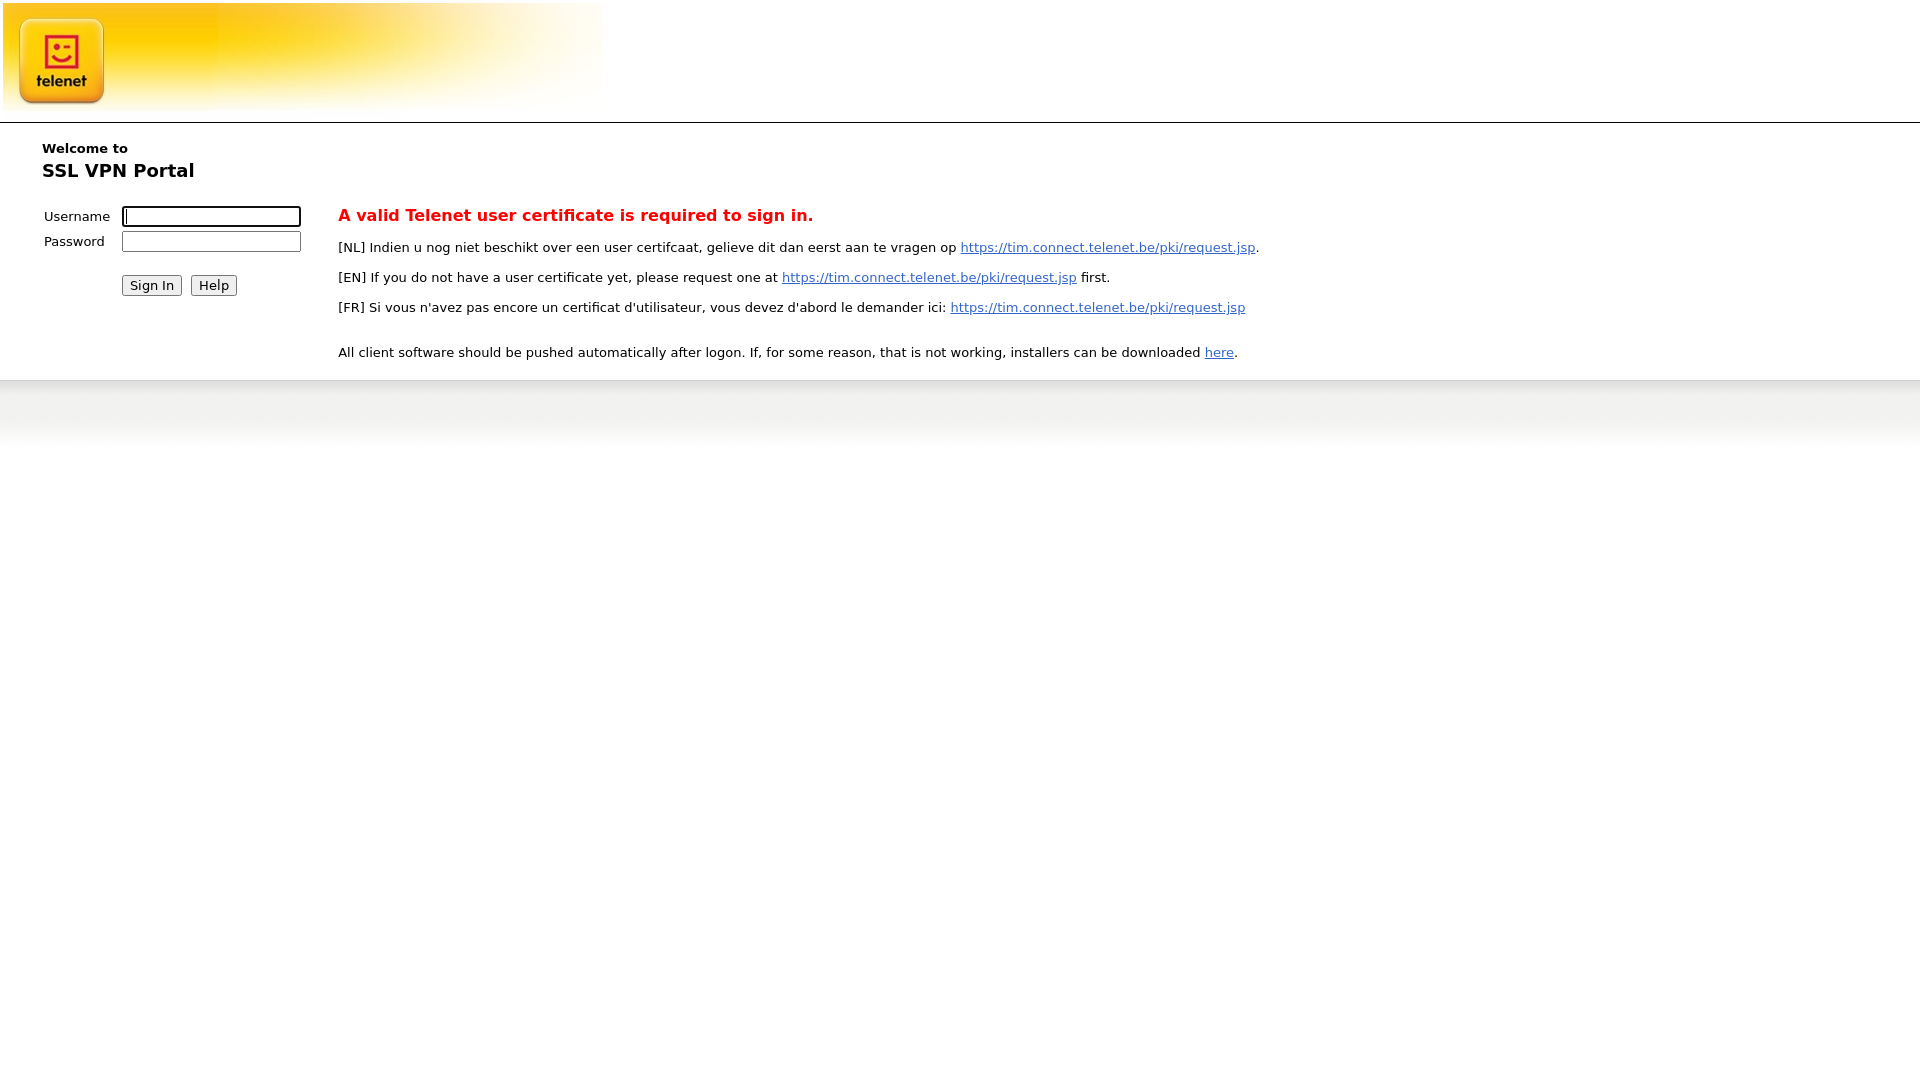 telenet
Welcome to
SSL VPN Portal
Username
Password
Sign In Help
A valid Telenet user certificate is required to sign in.
[NL] Indien u nog niet beschikt over een user certifcaat, gelieve dit dan eerst aan te vragen op https://tim.connect.telenet.be/pki/request.jsp.
[EN] If you do not have a user certificate yet, please request one at https://tim.connect.telenet.be/pki/request.jsp first.
[FR] Si vous n'avez pas encore un certificat d'utilisateur, vous devez d'abord le demander ici: https://tim.connect.telenet.be/pki/request.jsp
All client software should be pushed automatically after logon. If, for some reason, that is not working, installers can be downloaded here.